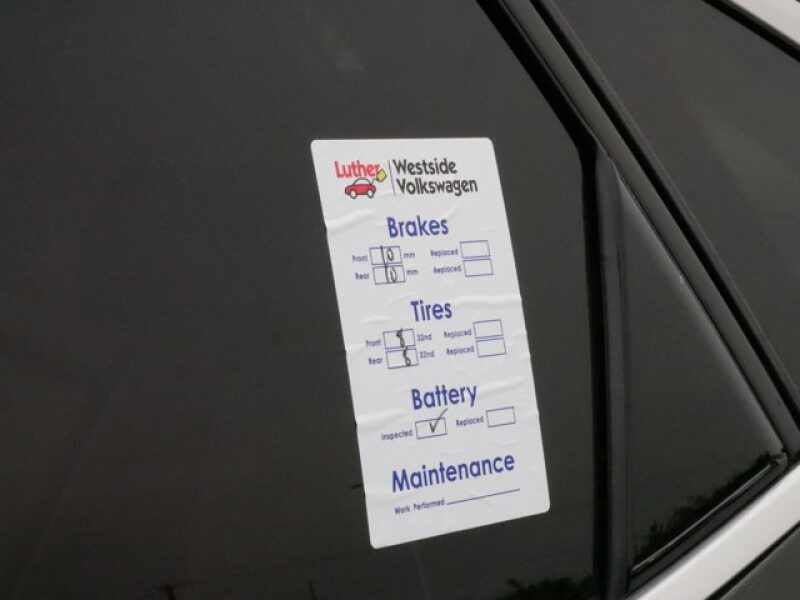 Luther Westside
Volkswagen
Brakes
Front 10 mm Replaced
Rear 10 mm Replaced
Tires
Front 8 32nd Replaced
Rear 8 32nd Replaced
Battery
Inspected ✓ Replaced
Maintenance
Work Performed